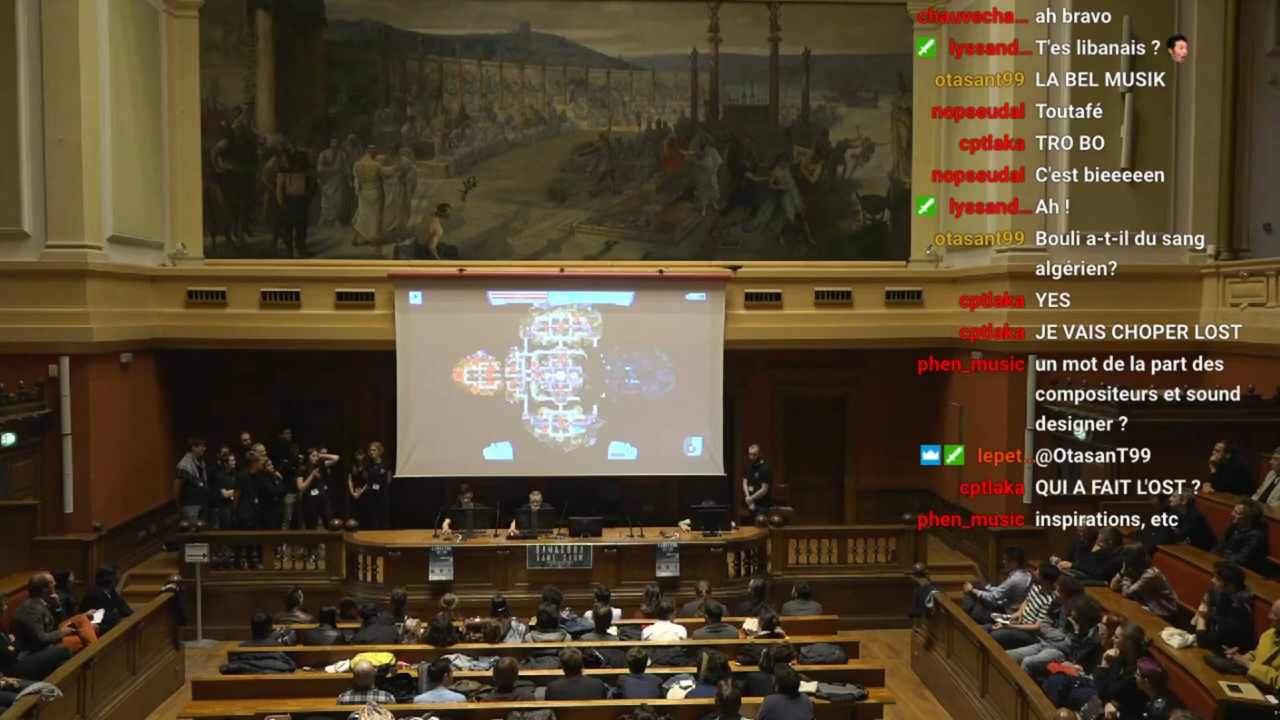 chauvecha... ah bravo
lyssand... T'es libanais ?
otasant99 LA BEL MUSIK
nopseudal Toutafé
cptlaka TRO BO
nopseudal C'est bieeeeen
lyssand... Ah !
otasant99 Bouli a-t-il du sang
algérien?
cptlaka YES
cptlaka JE VAIS CHOPER LOST
phen_music un mot de la part des
compositeurs et sound
designer ?
lepet... @OtasanT99
cptlaka QUI A FAIT L'OST ?
phen_music inspirations, etc